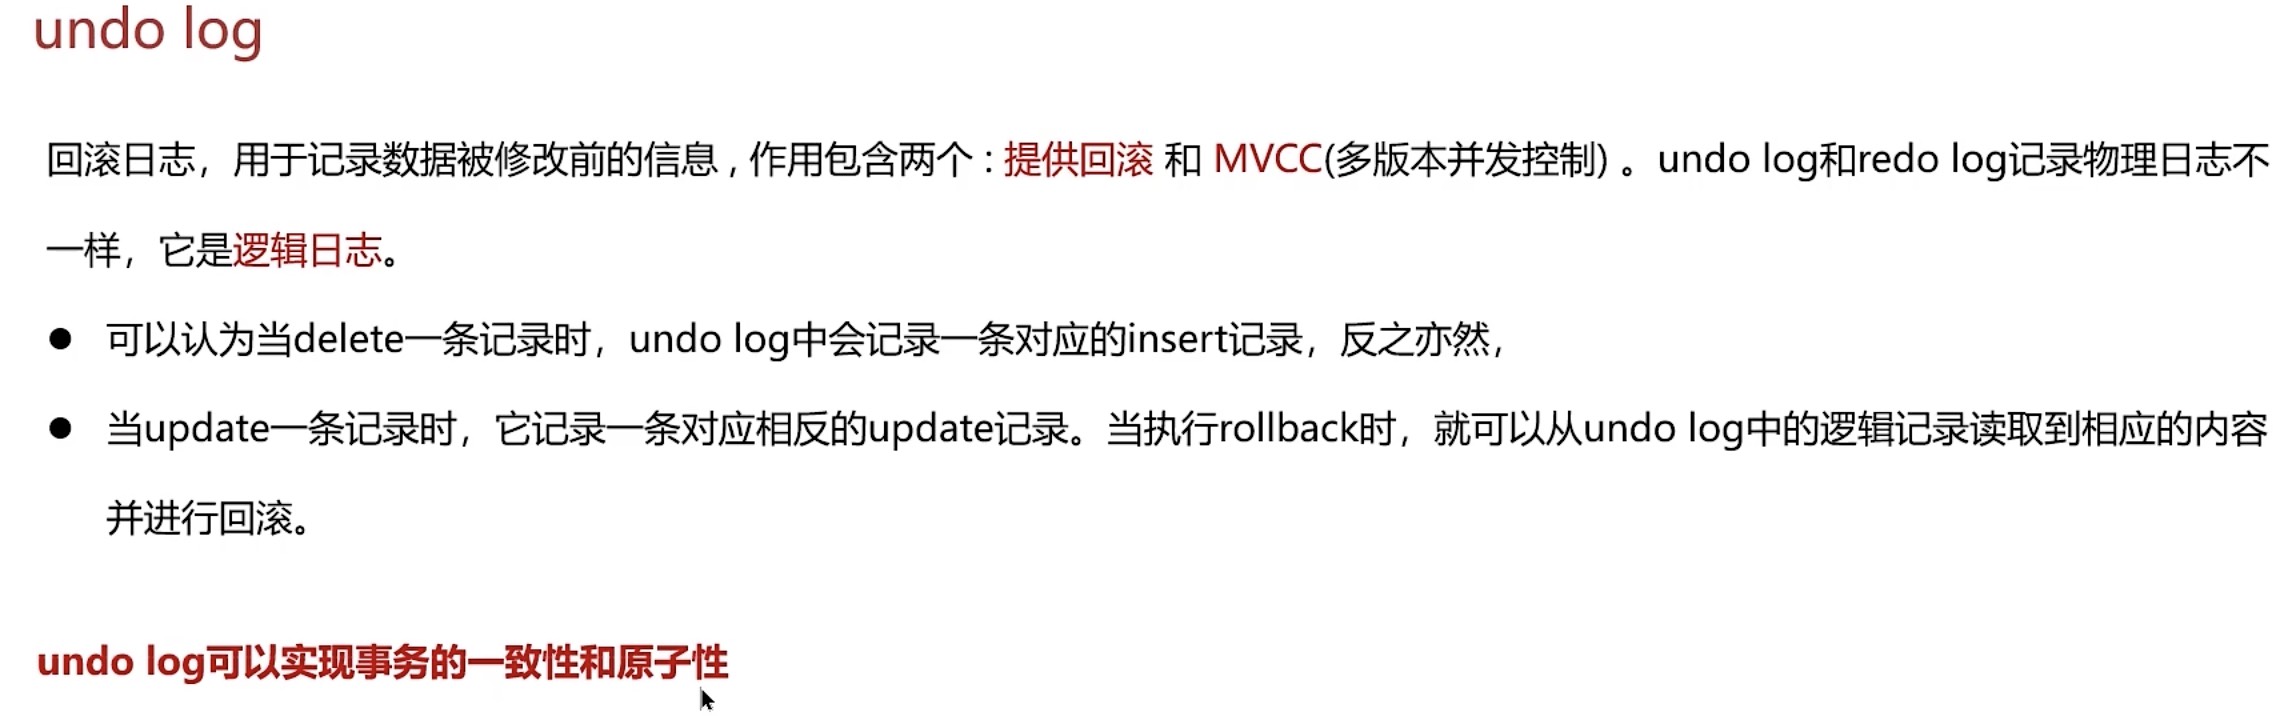 undo log
回滚日志，用于记录数据被修改前的信息 , 作用包含两个 : 提供回滚 和 MVCC(多版本并发控制) 。undo log和redo log记录物理日志不
一样，它是逻辑日志。
● 可以认为当delete一条记录时，undo log中会记录一条对应的insert记录，反之亦然，
● 当update一条记录时，它记录一条对应相反的update记录。当执行rollback时，就可以从undo log中的逻辑记录读取到相应的内容
并进行回滚。
undo log可以实现事务的一致性和原子性